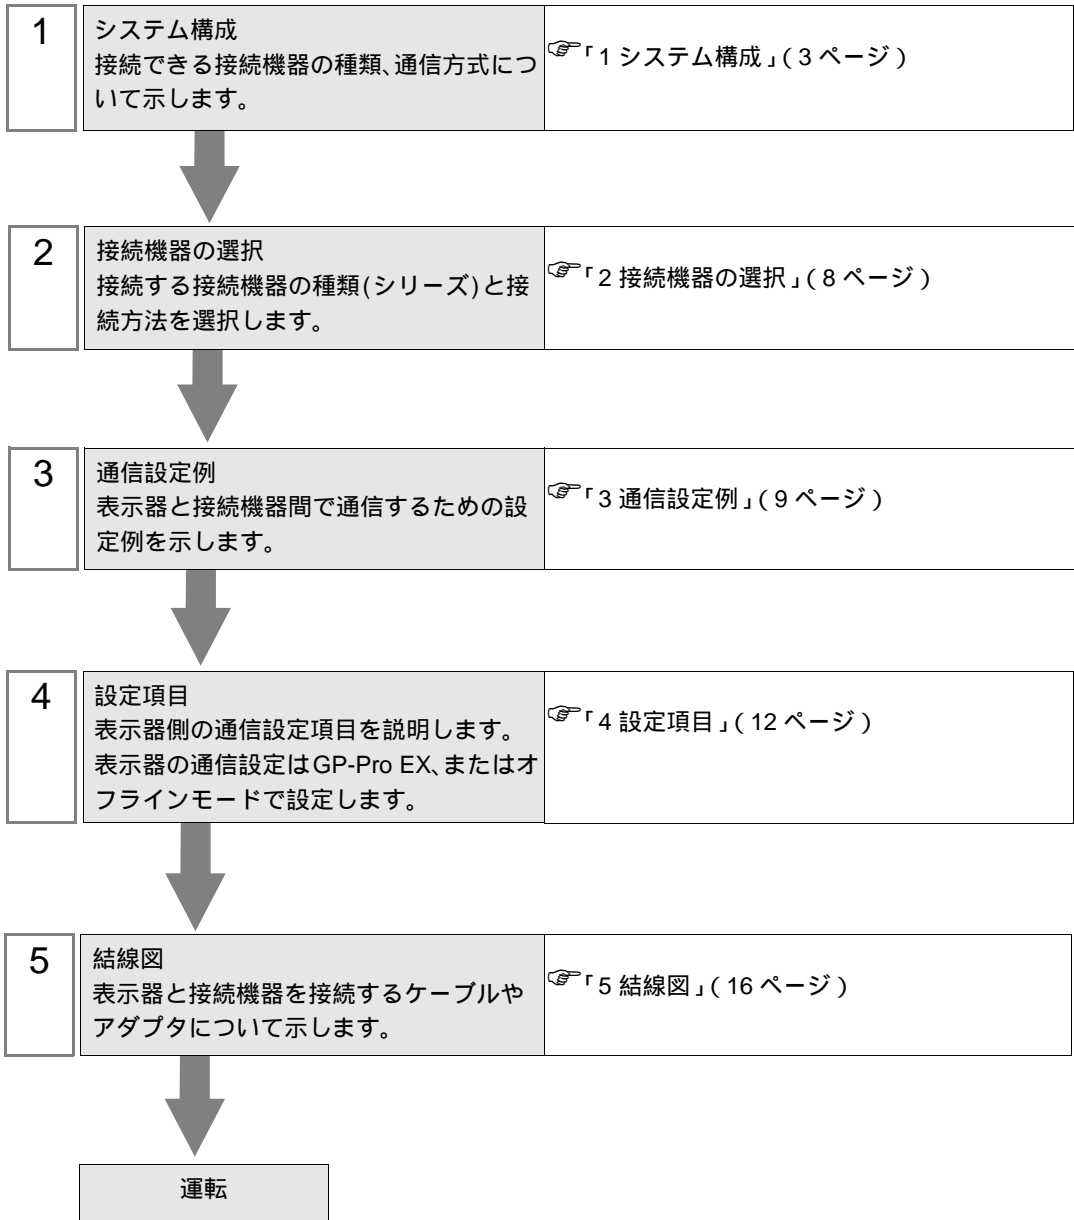 1
システム構成
接続できる接続機器の種類、通信方式につ
いて示します。
☞「1 システム構成」(3 ページ)
2
接続機器の選択
接続する接続機器の種類(シリーズ)と接
続方法を選択します。
☞「2 接続機器の選択」(8 ページ)
3
通信設定例
表示器と接続機器間で通信するための設
定例を示します。
☞「3 通信設定例」(9 ページ)
4
設定項目
表示器側の通信設定項目を説明します。
表示器の通信設定はGP-Pro EX、またはオ
フラインモードで設定します。
☞「4 設定項目」(12 ページ)
5
結線図
表示器と接続機器を接続するケーブルや
アダプタについて示します。
☞「5 結線図」(16 ページ)
運転